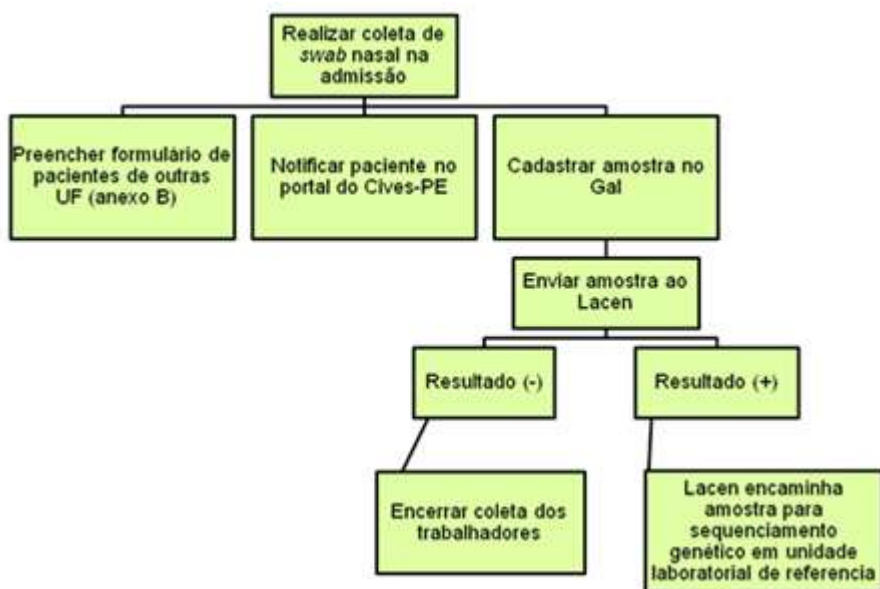 Realizar coleta de
swab nasal na
admissão
Preencher formulário de
pacientes de outras
UF (anexo B)
Notificar paciente no
portal do Cives-PE
Cadastrar amostra no
Gal
Enviar amostra ao
Lacen
Resultado (-)
Resultado (+)
Encerrar coleta dos
trabalhadores
Lacen encaminha
amostra para
sequenciamento
genético em unidade
laboratorial de referencia